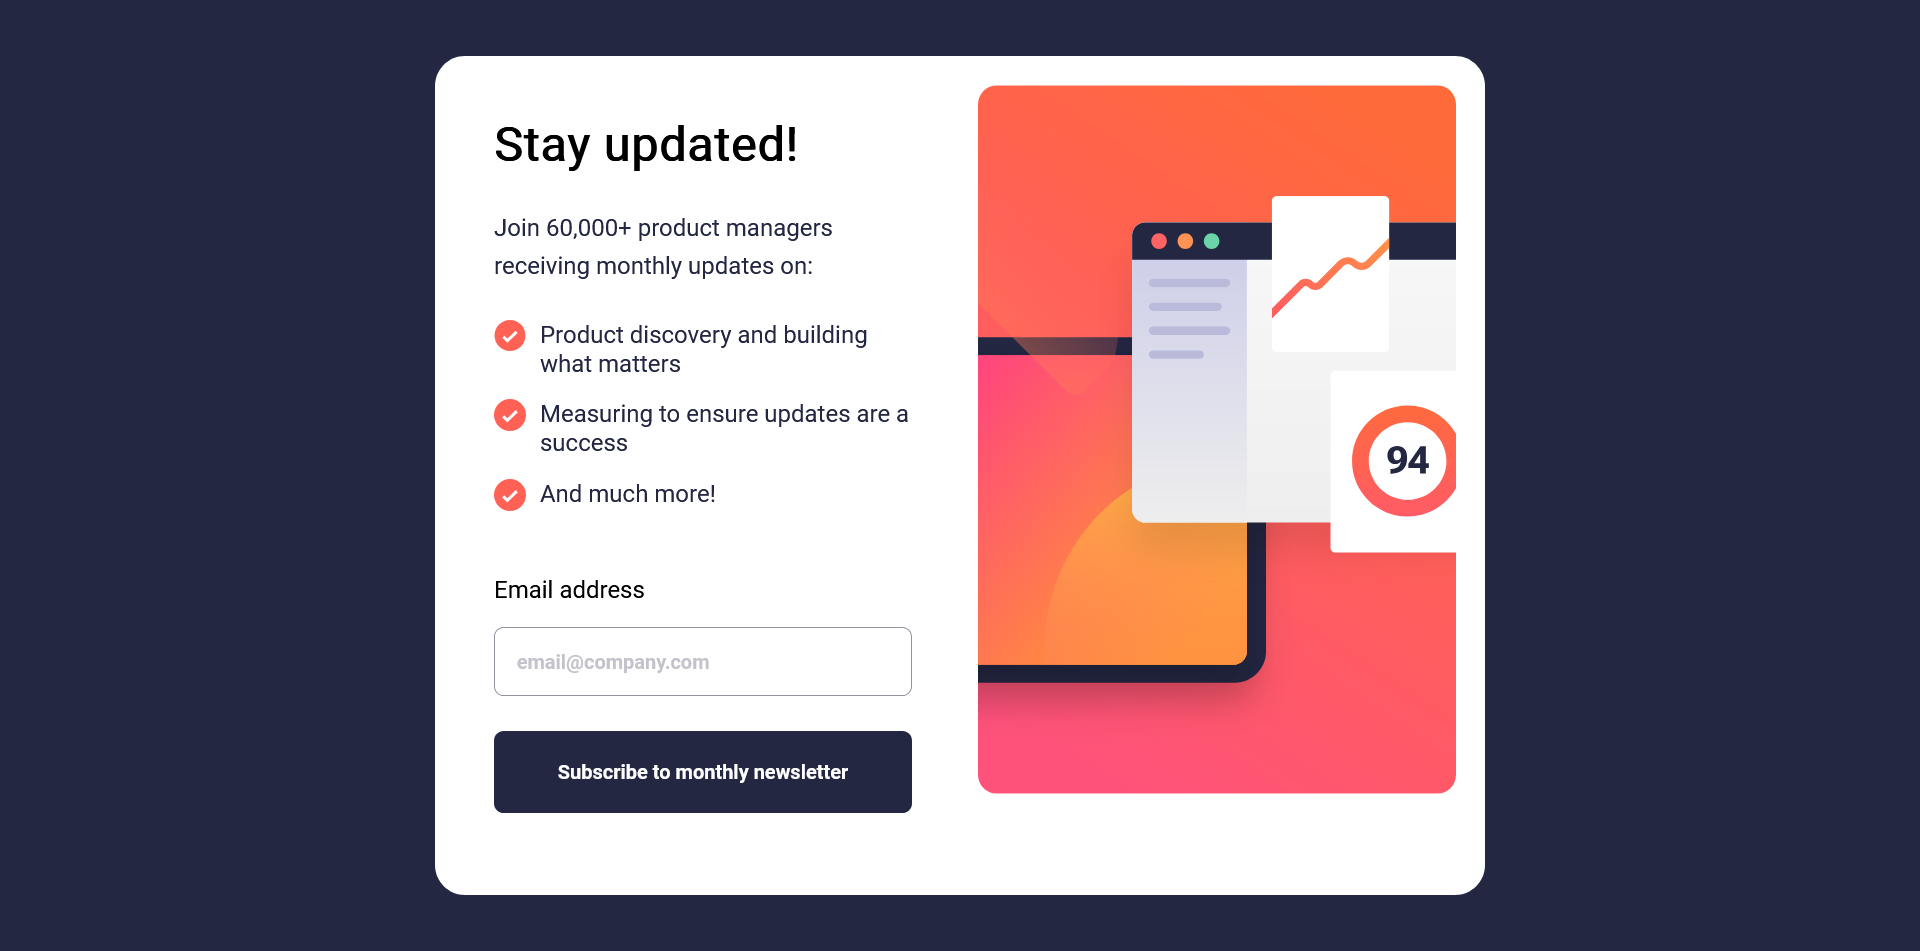 Stay updated!
Join 60,000+ product managers
receiving monthly updates on:
Product discovery and building
what matters
Measuring to ensure updates are a
success
And much more!
Email address
email@company.com
Subscribe to monthly newsletter
94